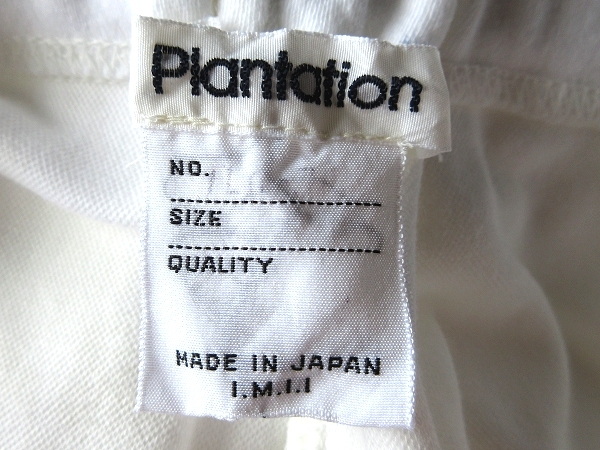 Plantation
NO.
SIZE
QUALITY
MADE IN JAPAN
I.M.I.I